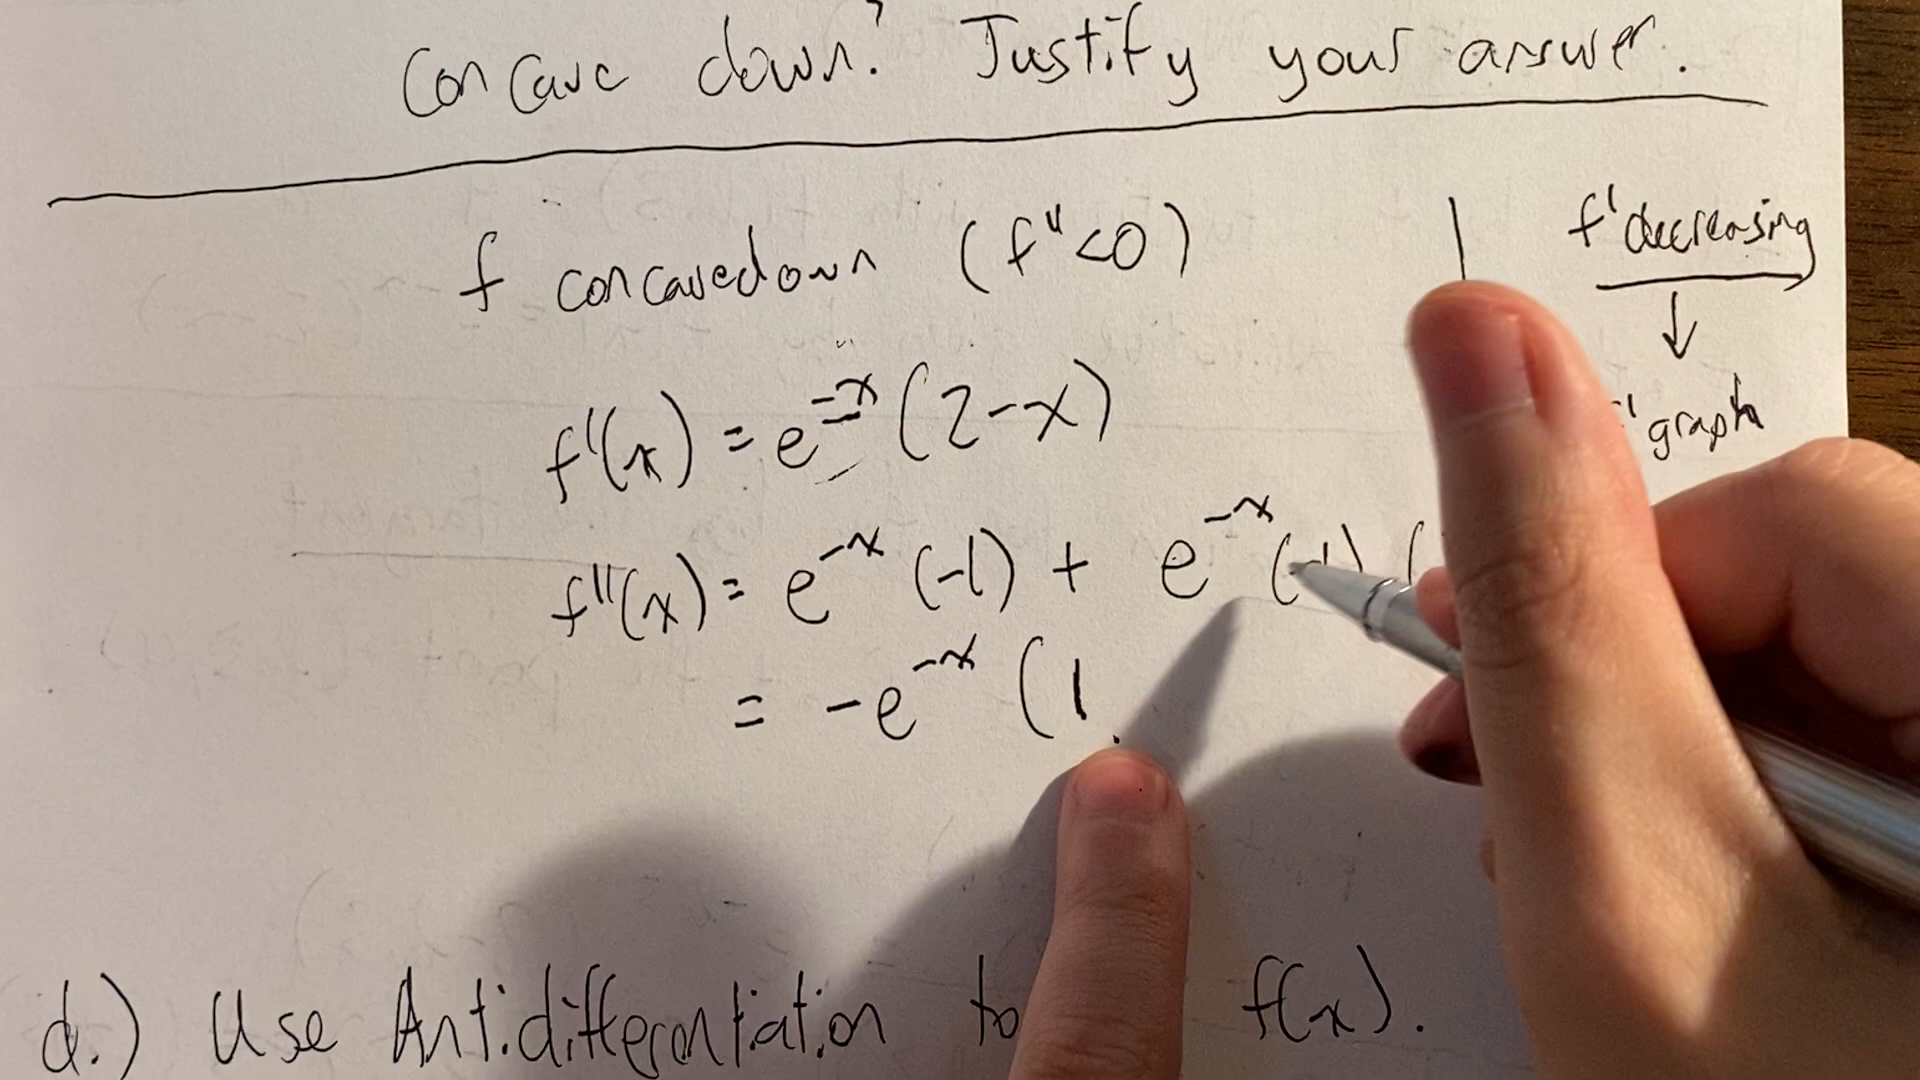 concave down? Justify your answer.
f concavedown (f''<0)
f' decreasing
↓
' graph
f'(x) = e^-x (2-x)
f''(x) = e^-x (-1) + e^-x (-1) (
= -e^-x (1
d.) Use Antidifferentiation to f(x).